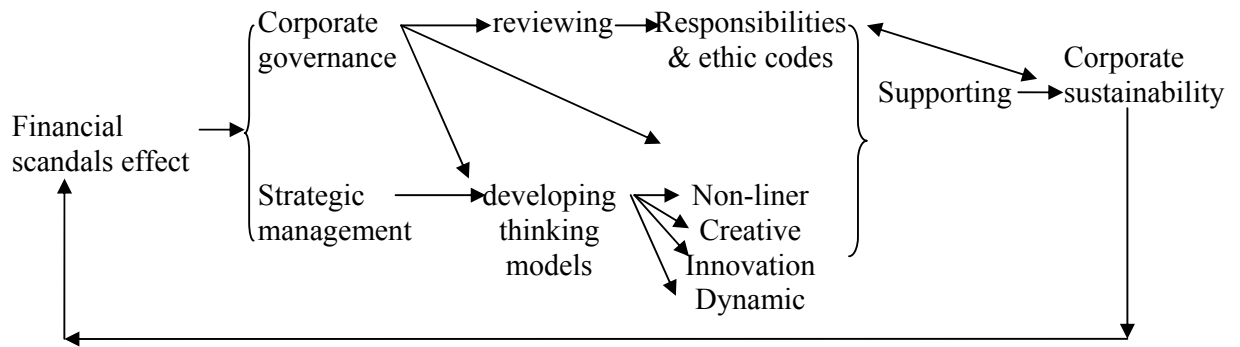 Corporate
governance
reviewing
Responsibilities
& ethic codes
Supporting
Corporate
sustainability
Financial
scandals effect
Strategic
management
developing
thinking
models
Non-liner
Creative
Innovation
Dynamic